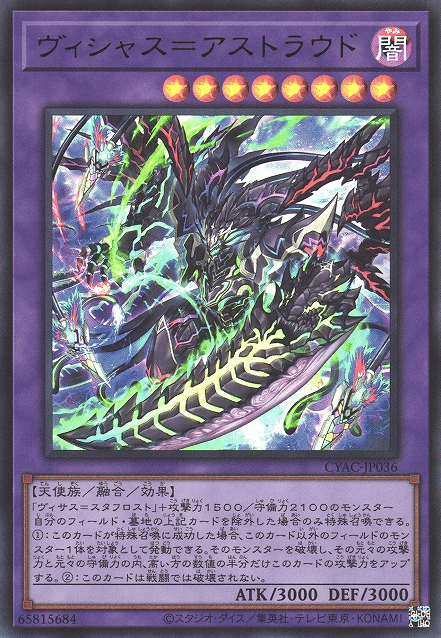 ヴィシャス＝アストラウド
闇
CYAC-JP036
【天使族／融合／効果】
「ヴィサス＝スタフロスト」＋攻撃力1500／守備力2100のモンスター
自分のフィールド・墓地の上記カードを除外した場合のみ特殊召喚できる。
①：このカードが特殊召喚に成功した場合、このカード以外のフィールドのモン
スター1体を対象として発動できる。そのモンスターを破壊し、その元々の攻撃
力と元々の守備力の内、高い方の数値の半分だけこのカードの攻撃力をアップ
する。②：このカードは戦闘では破壊されない。
ATK/3000 DEF/3000
65815684 ©スタジオ・ダイス／集英社・テレビ東京・KONAMI